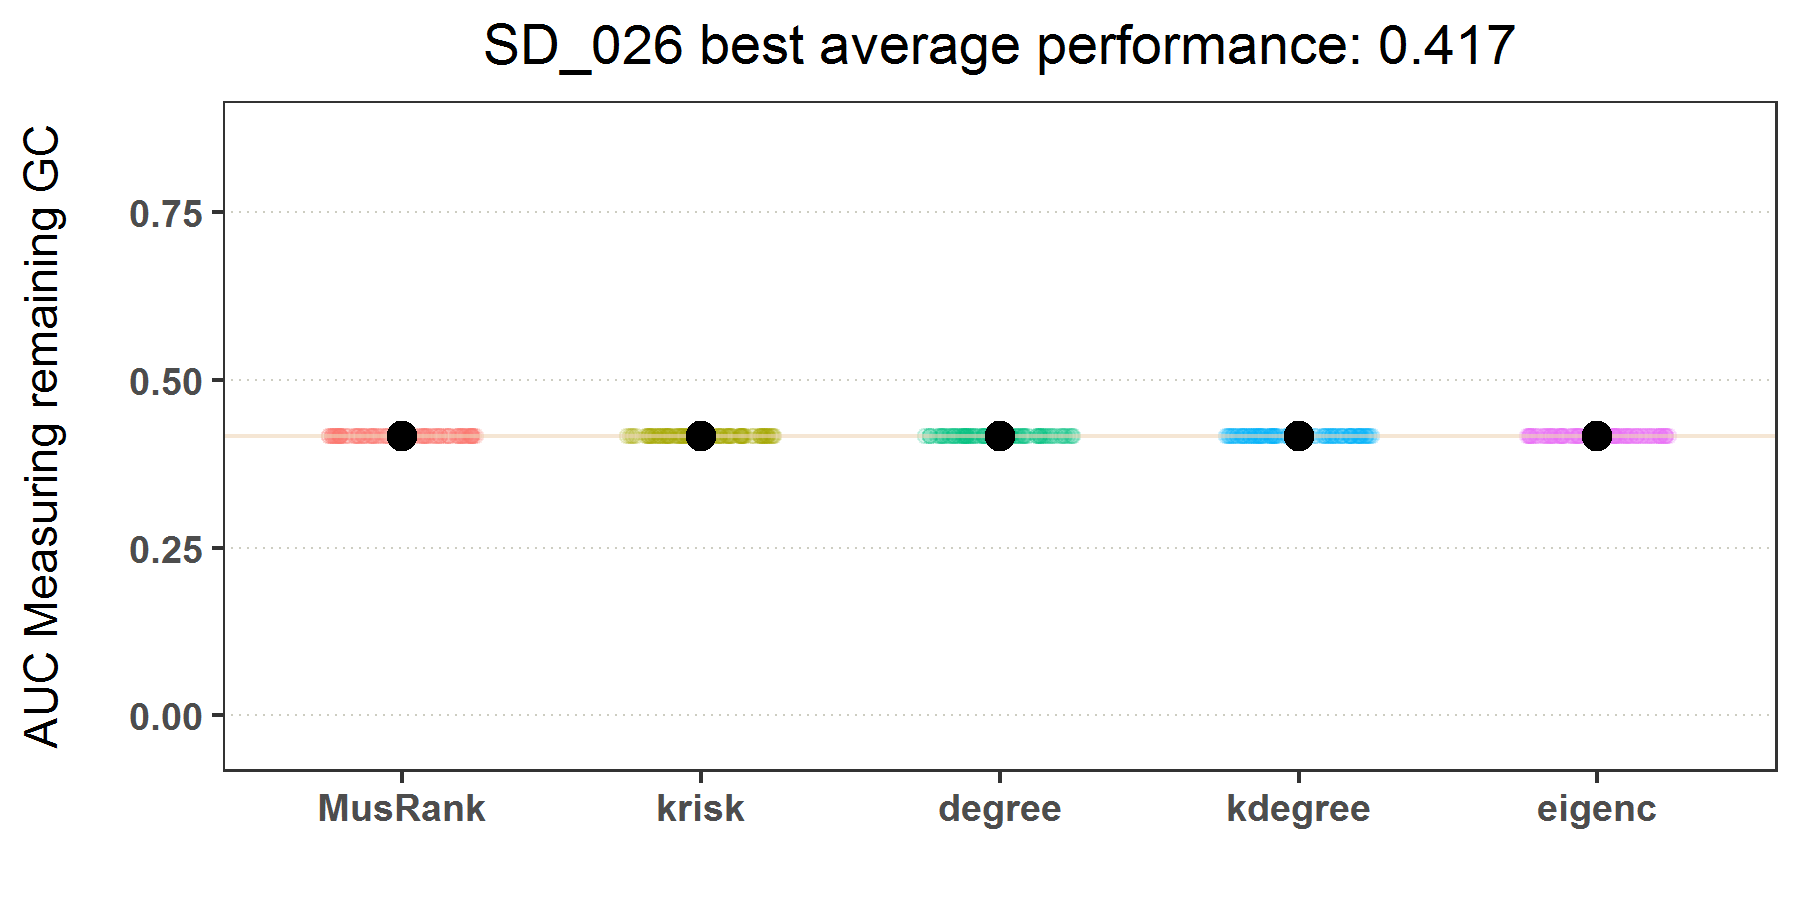 SD_026 best average performance: 0.417
AUC Measuring remaining GC
0.75
0.50
0.25
0.00
MusRank krisk degree kdegree eigenc